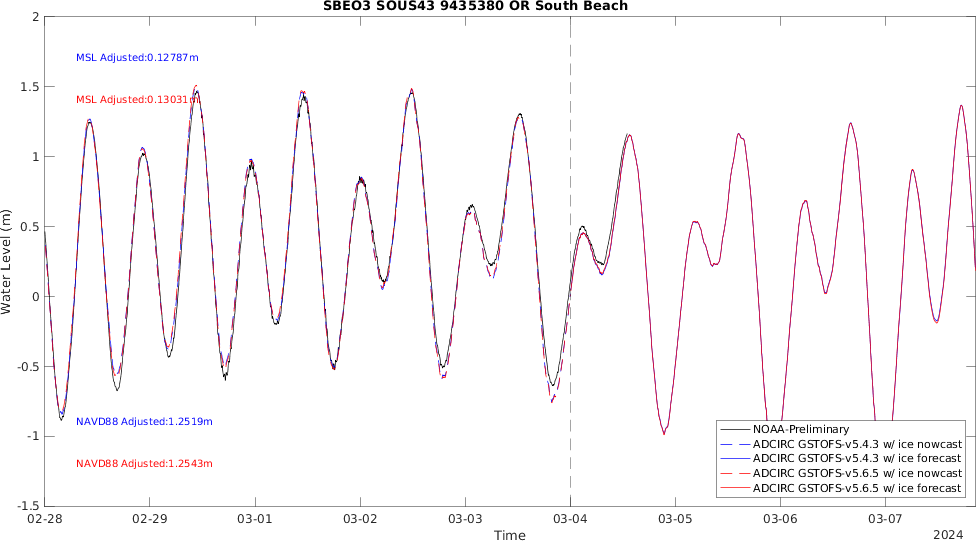 SBEO3 SOUS43 9435380 OR South Beach
2
MSL Adjusted:0.12787m
1.5
MSL Adjusted:0.13031m
1
0.5
Water Level (m)
0
-0.5
NAVD88 Adjusted:1.2519m
-1
NOAA-Preliminary
ADCIRC GSTOFS-v5.4.3 w/ ice nowcast
ADCIRC GSTOFS-v5.4.3 w/ ice forecast
NAVD88 Adjusted:1.2543m
ADCIRC GSTOFS-v5.6.5 w/ ice nowcast
ADCIRC GSTOFS-v5.6.5 w/ ice forecast
-1.5
02-28 02-29 03-01 03-02 03-03 03-04 03-05 03-06 03-07
Time
2024